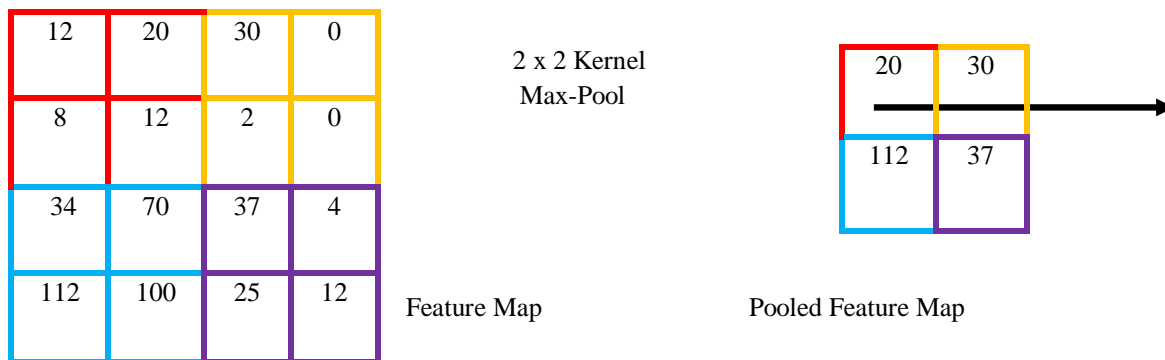 12 20 30 0
8 12 2 0
34 70 37 4
112 100 25 12
Feature Map
2 x 2 Kernel
Max-Pool
20 30
112 37
Pooled Feature Map